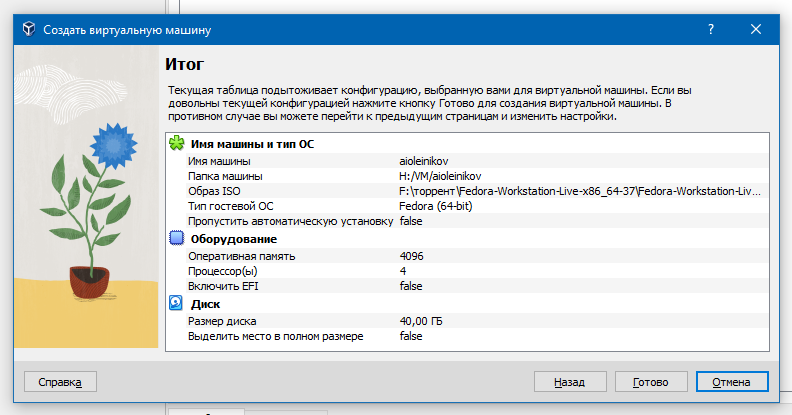 Создать виртуальную машину
Итог
Текущая таблица подытоживает конфигурацию, выбранную вами для виртуальной машины. Если вы
довольны текущей конфигурацией нажмите кнопку Готово для создания виртуальной машины. В
противном случае вы можете перейти к предыдущим страницам и изменить настройки.
Имя машины и тип ОС
Имя машины aioleinikov
Папка машины H:/VM/aioleinikov
Образ ISO F:\торрент\Fedora-Workstation-Live-x86_64-37\Fedora-Workstation-Liv...
Тип гостевой ОС Fedora (64-bit)
Пропустить автоматическую установку false
Оборудование
Оперативная память 4096
Процессор(ы) 4
Включить EFI false
Диск
Размер диска 40,00 ГБ
Выделить место в полном размере false
Справка Назад Готово Отмена